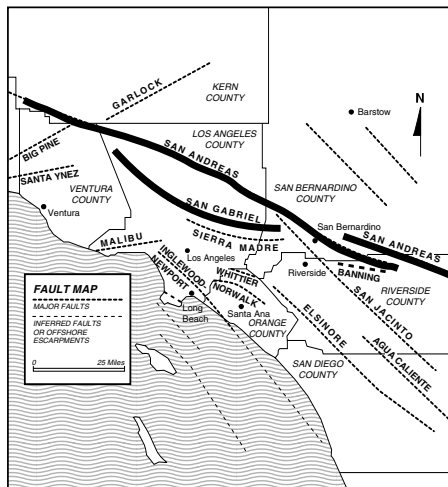 GARLOCK
KERN
COUNTY
Barstow
N
BIG PINE
SAN ANDREAS
LOS ANGELES
COUNTY
SANTA YNEZ
VENTURA
COUNTY
SAN BERNARDINO
COUNTY
Ventura
SAN GABRIEL
San Bernardino
SIERRA MADRE
SAN ANDREAS
MALIBU
Los Angeles
Riverside
BANNING
RIVERSIDE
COUNTY
INGLEWOOD-
NEWPORT
WHITTIER
NORWALK
Long
Beach
Santa Ana
ORANGE
COUNTY
ELSINORE
SAN JACINTO
AGUA CALIENTE
SAN DIEGO
COUNTY
FAULT MAP
MAJOR FAULTS
INFERRED FAULTS
OR OFFSHORE
ESCARPMENTS
0 25 Miles